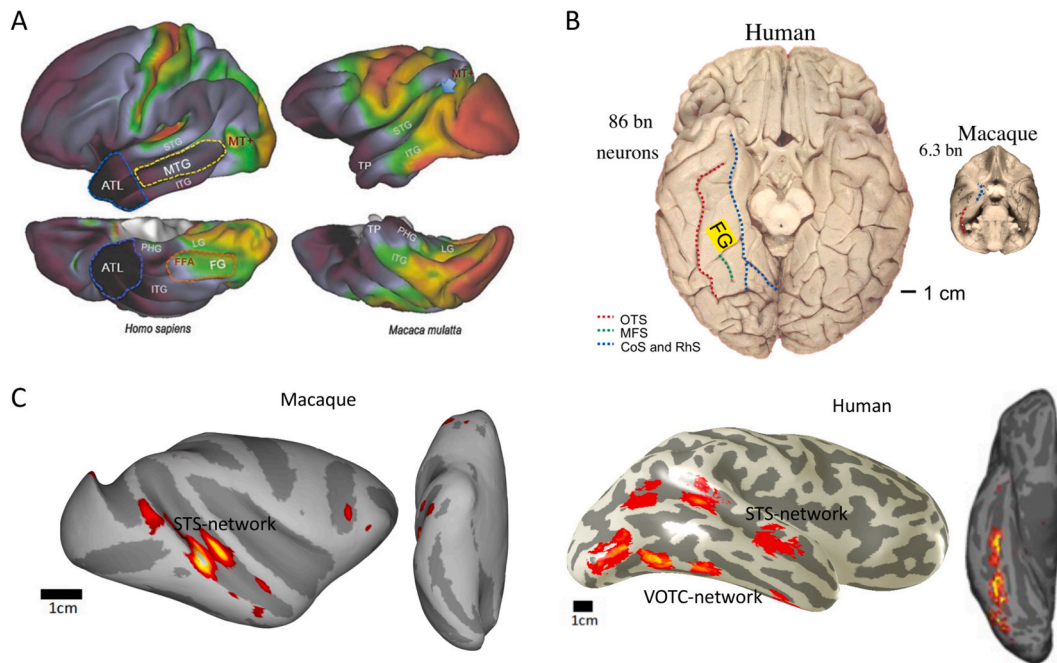 A
MT+
STG
MTG
ATL
ITG
MT+
STG
ITG
TP
PHG
LG
ATL
FFA
FG
ITG
Homo sapiens
TP
PHG
LG
ITG
Macaca mulatta
B
Human
86 bn
neurons
Macaque
6.3 bn
FG
1 cm
OTS
MFS
CoS and RhS
C
Macaque
STS-network
1cm
Human
STS-network
VOTC-network
1cm